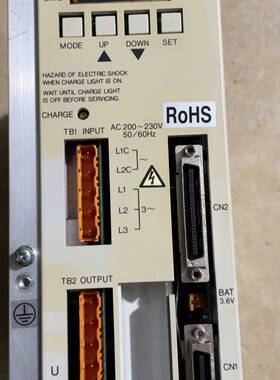 MODE UP DOWN SET
HAZARD OF ELECTRIC SHOCK
WHEN CHARGE LIGHT IS ON.
WAIT UNTIL CHARGE LIGHT
IS OFF BEFORE SERVICING.
CHARGE
RoHS
TB1 INPUT
AC 200~230V
50/60Hz
L1C
L2C
~
L1
L2
3~
L3
CN2
TB2 OUTPUT
BAT
3.6V
U
CN1